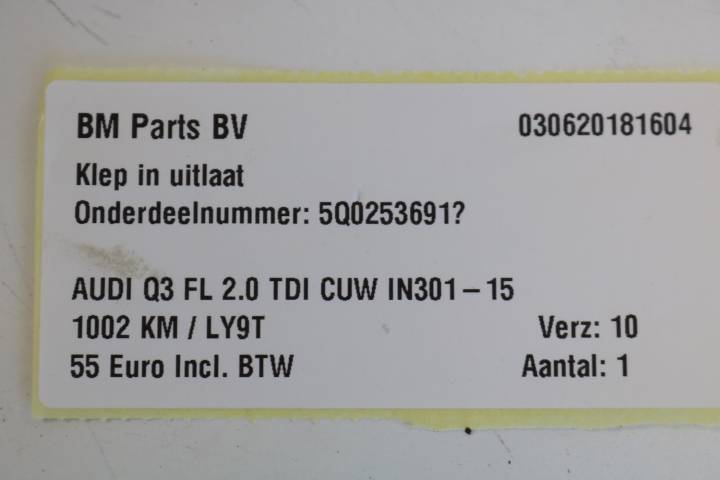 BM Parts BV 030620181604
Klep in uitlaat
Onderdeelnummer: 5Q0253691?
AUDI Q3 FL 2.0 TDI CUW IN301-15
1002 KM / LY9T Verz: 10
55 Euro Incl. BTW Aantal: 1